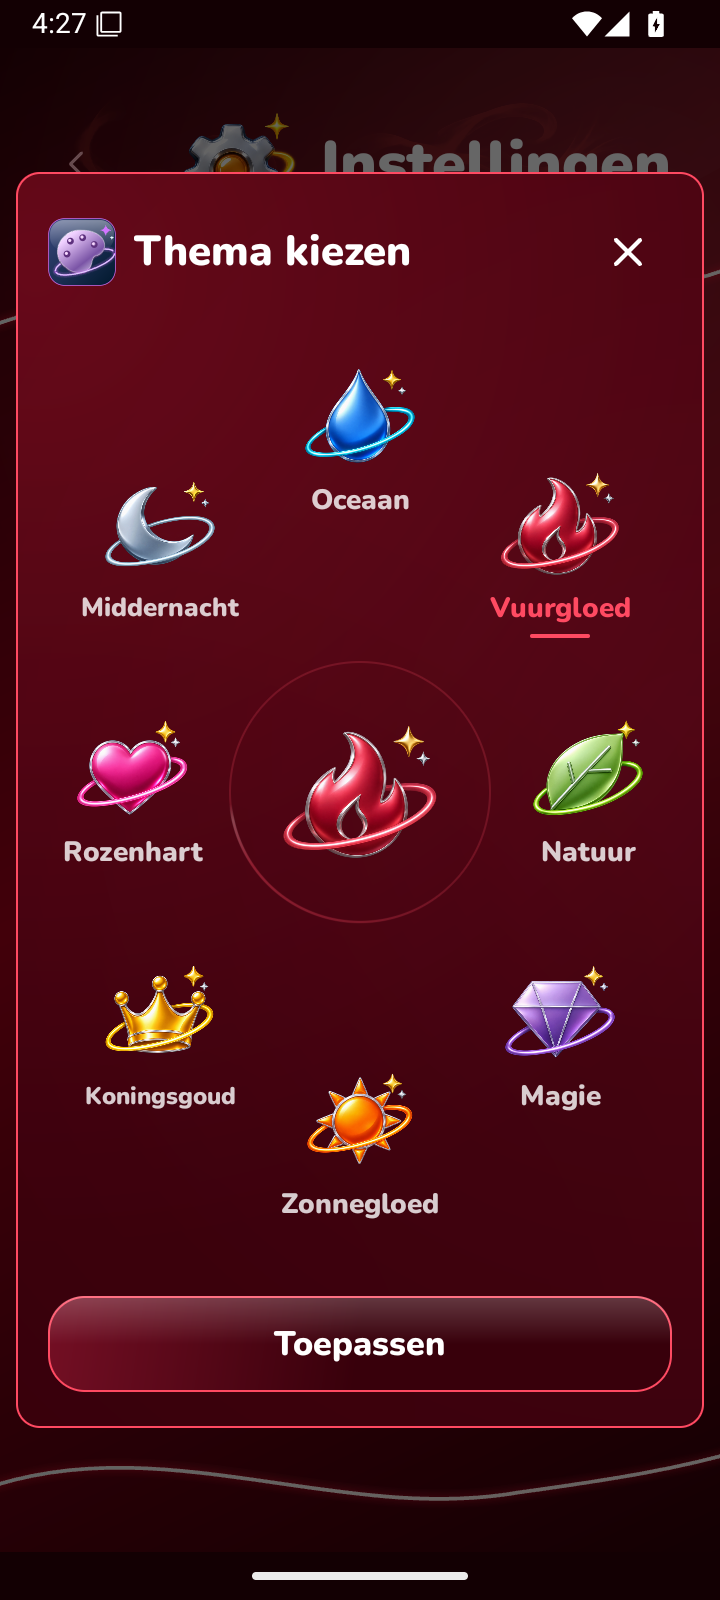 4:27
Instellingen
Thema kiezen
Oceaan
Middernacht
Vuurgloed
Rozenhart
Natuur
Koningsgoud
Magie
Zonnegloed
Toepassen